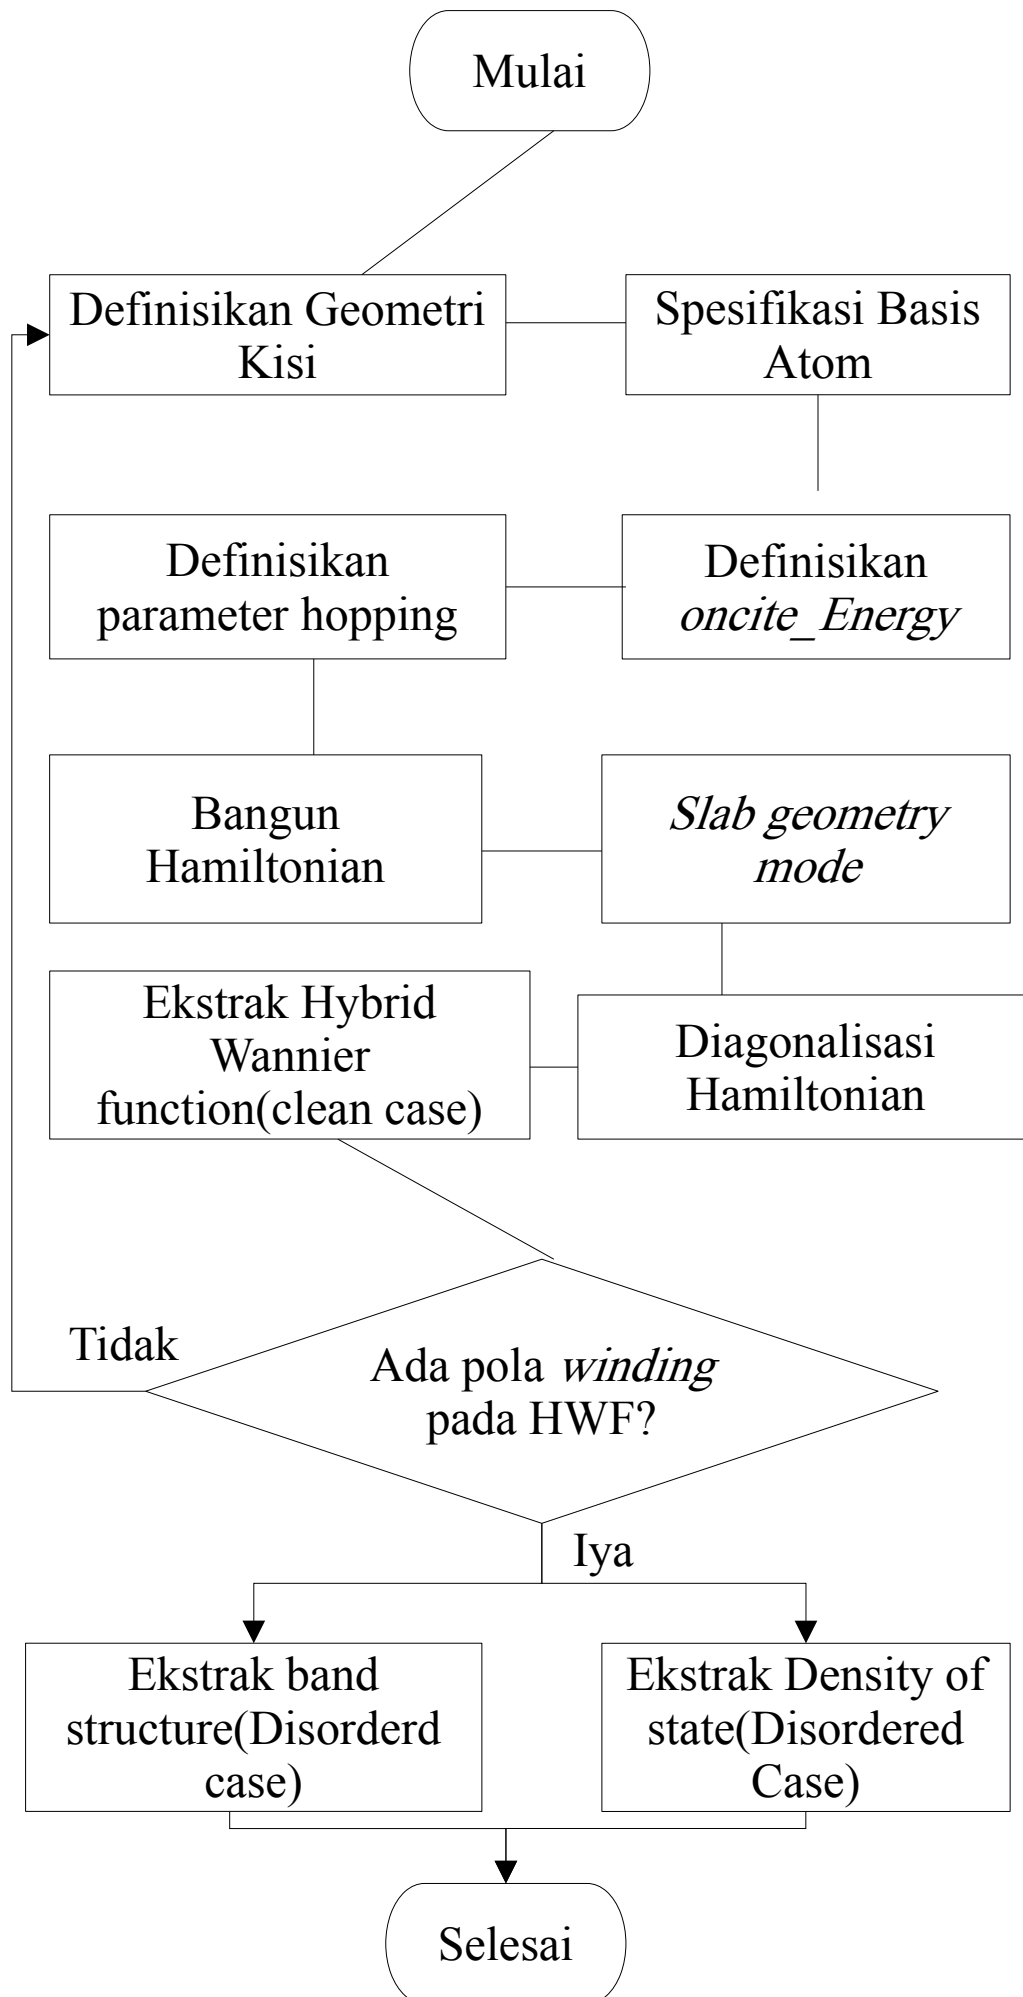 Mulai
Definisikan Geometri
Kisi
Spesifikasi Basis
Atom
Definisikan
parameter hopping
Definisikan
oncite_Energy
Bangun
Hamiltonian
Slab geometry
mode
Ekstrak Hybrid
Wannier
function(clean case)
Diagonalisasi
Hamiltonian
Tidak
Ada pola winding
pada HWF?
Iya
Ekstrak band
structure(Disorderd
case)
Ekstrak Density of
state(Disordered
Case)
Selesai